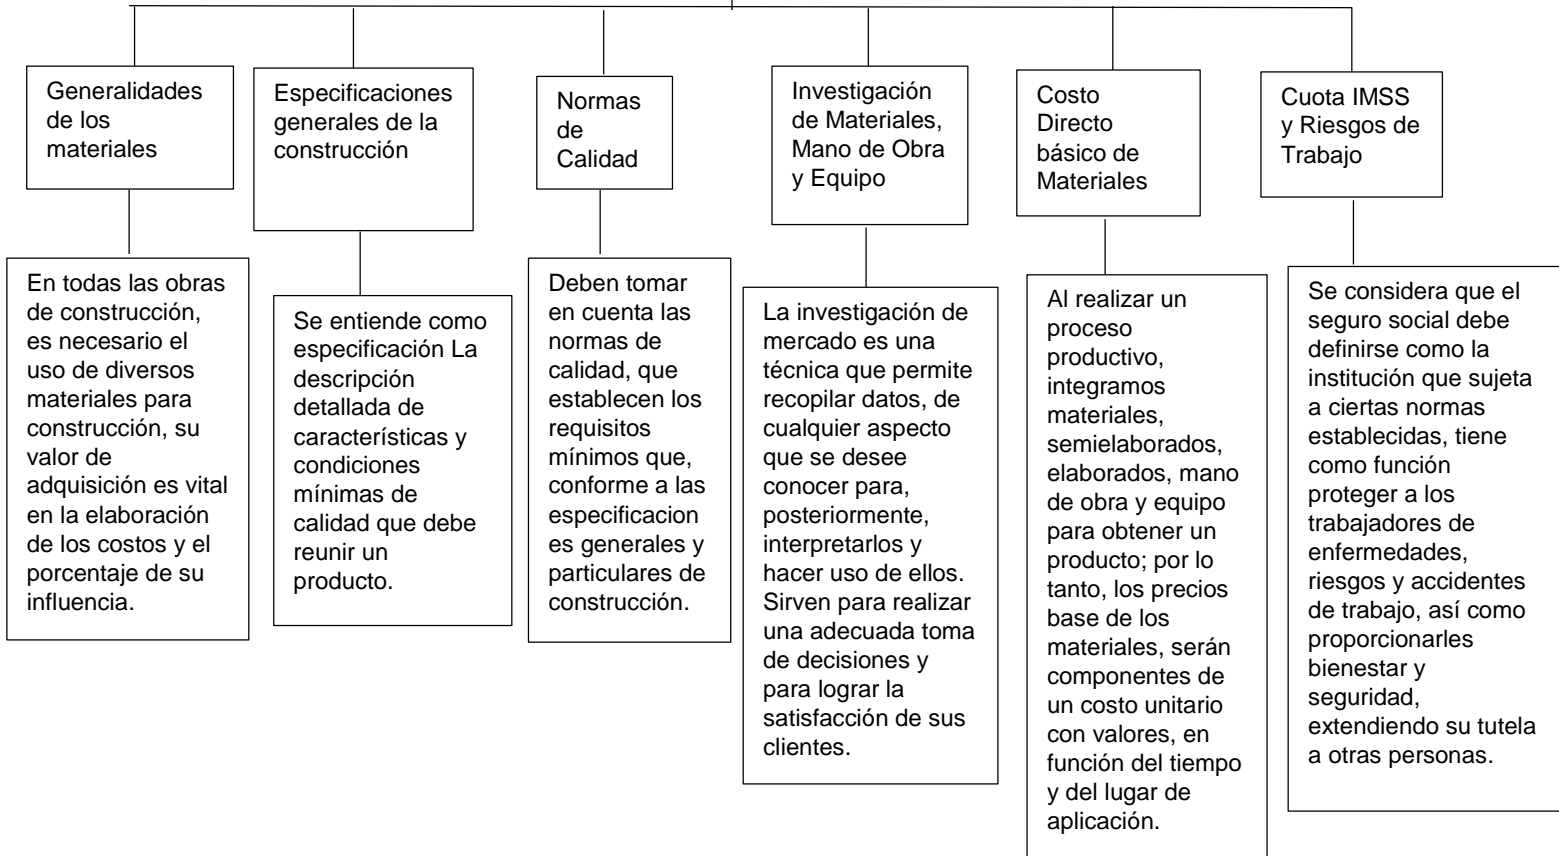 Generalidades
de los
materiales
Especificaciones
generales de la
construcción
Normas
de
Calidad
Investigación
de Materiales,
Mano de Obra
y Equipo
Costo
Directo
básico de
Materiales
Cuota IMSS
y Riesgos de
Trabajo
En todas las obras
de construcción,
es necesario el
uso de diversos
materiales para
construcción, su
valor de
adquisición es vital
en la elaboración
de los costos y el
porcentaje de su
influencia.
Se entiende como
especificación La
descripción
detallada de
características y
condiciones
mínimas de
calidad que debe
reunir un
producto.
Deben tomar
en cuenta las
normas de
calidad, que
establecen los
requisitos
mínimos que,
conforme a las
especificacion
es generales y
particulares de
construcción.
La investigación de
mercado es una
técnica que permite
recopilar datos, de
cualquier aspecto
que se desee
conocer para,
posteriormente,
interpretarlos y
hacer uso de ellos.
Sirven para realizar
una adecuada toma
de decisiones y
para lograr la
satisfacción de sus
clientes.
Al realizar un
proceso
productivo,
integramos
materiales,
semielaborados,
elaborados, mano
de obra y equipo
para obtener un
producto; por lo
tanto, los precios
base de los
materiales, serán
componentes de
un costo unitario
con valores, en
función del tiempo
y del lugar de
aplicación.
Se considera que el
seguro social debe
definirse como la
institución que sujeta
a ciertas normas
establecidas, tiene
como función
proteger a los
trabajadores de
enfermedades,
riesgos y accidentes
de trabajo, así como
proporcionarles
bienestar y
seguridad,
extendiendo su tutela
a otras personas.